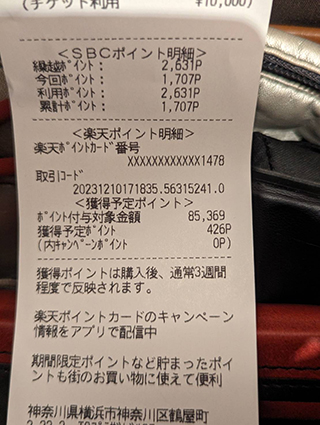 (チケット利用 ¥10,000)
<SBCポイント明細>
繰越ポイント: 2,631P
今回ポイント: 1,707P
利用ポイント: 2,631P
累計ポイント: 1,707P
<楽天ポイント明細>
楽天ポイントカード番号
XXXXXXXXXXXX1478
取引コード
20231210171835.56315241.0
<獲得予定ポイント>
ポイント付与対象金額 85,369
獲得予定ポイント 426P
(内キャンペーンポイント 0P)
獲得ポイントは購入後、通常3週間
程度で反映されます。
楽天ポイントカードのキャンペーン
情報をアプリで配信中
期間限定ポイントなど貯まったポイ
ントも街のお買い物に使えて便利
神奈川県横浜市神奈川区鶴屋町